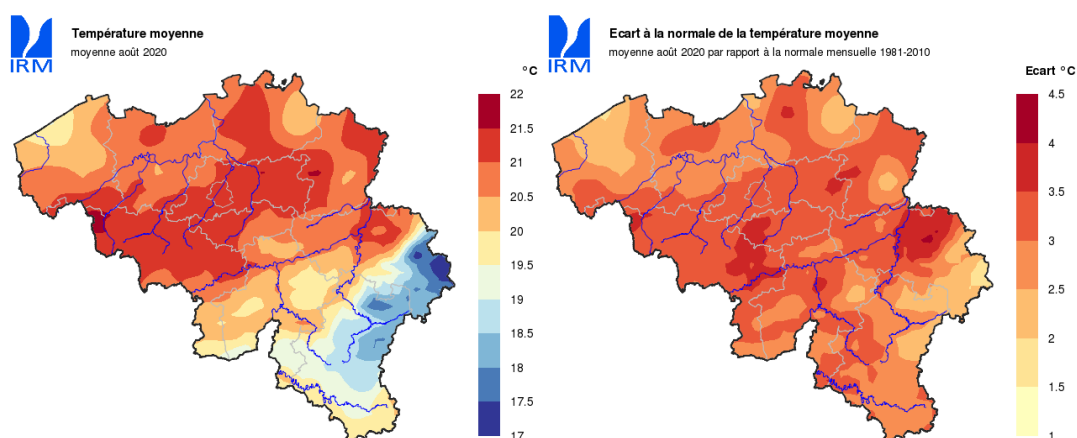 Température moyenne
moyenne août 2020
IRM
°C
22
21.5
21
20.5
20
19.5
19
18.5
18
17.5
17
Ecart à la normale de la température moyenne
moyenne août 2020 par rapport à la normale mensuelle 1981-2010
IRM
Ecart °C
4.5
4
3.5
3
2.5
2
1.5
1